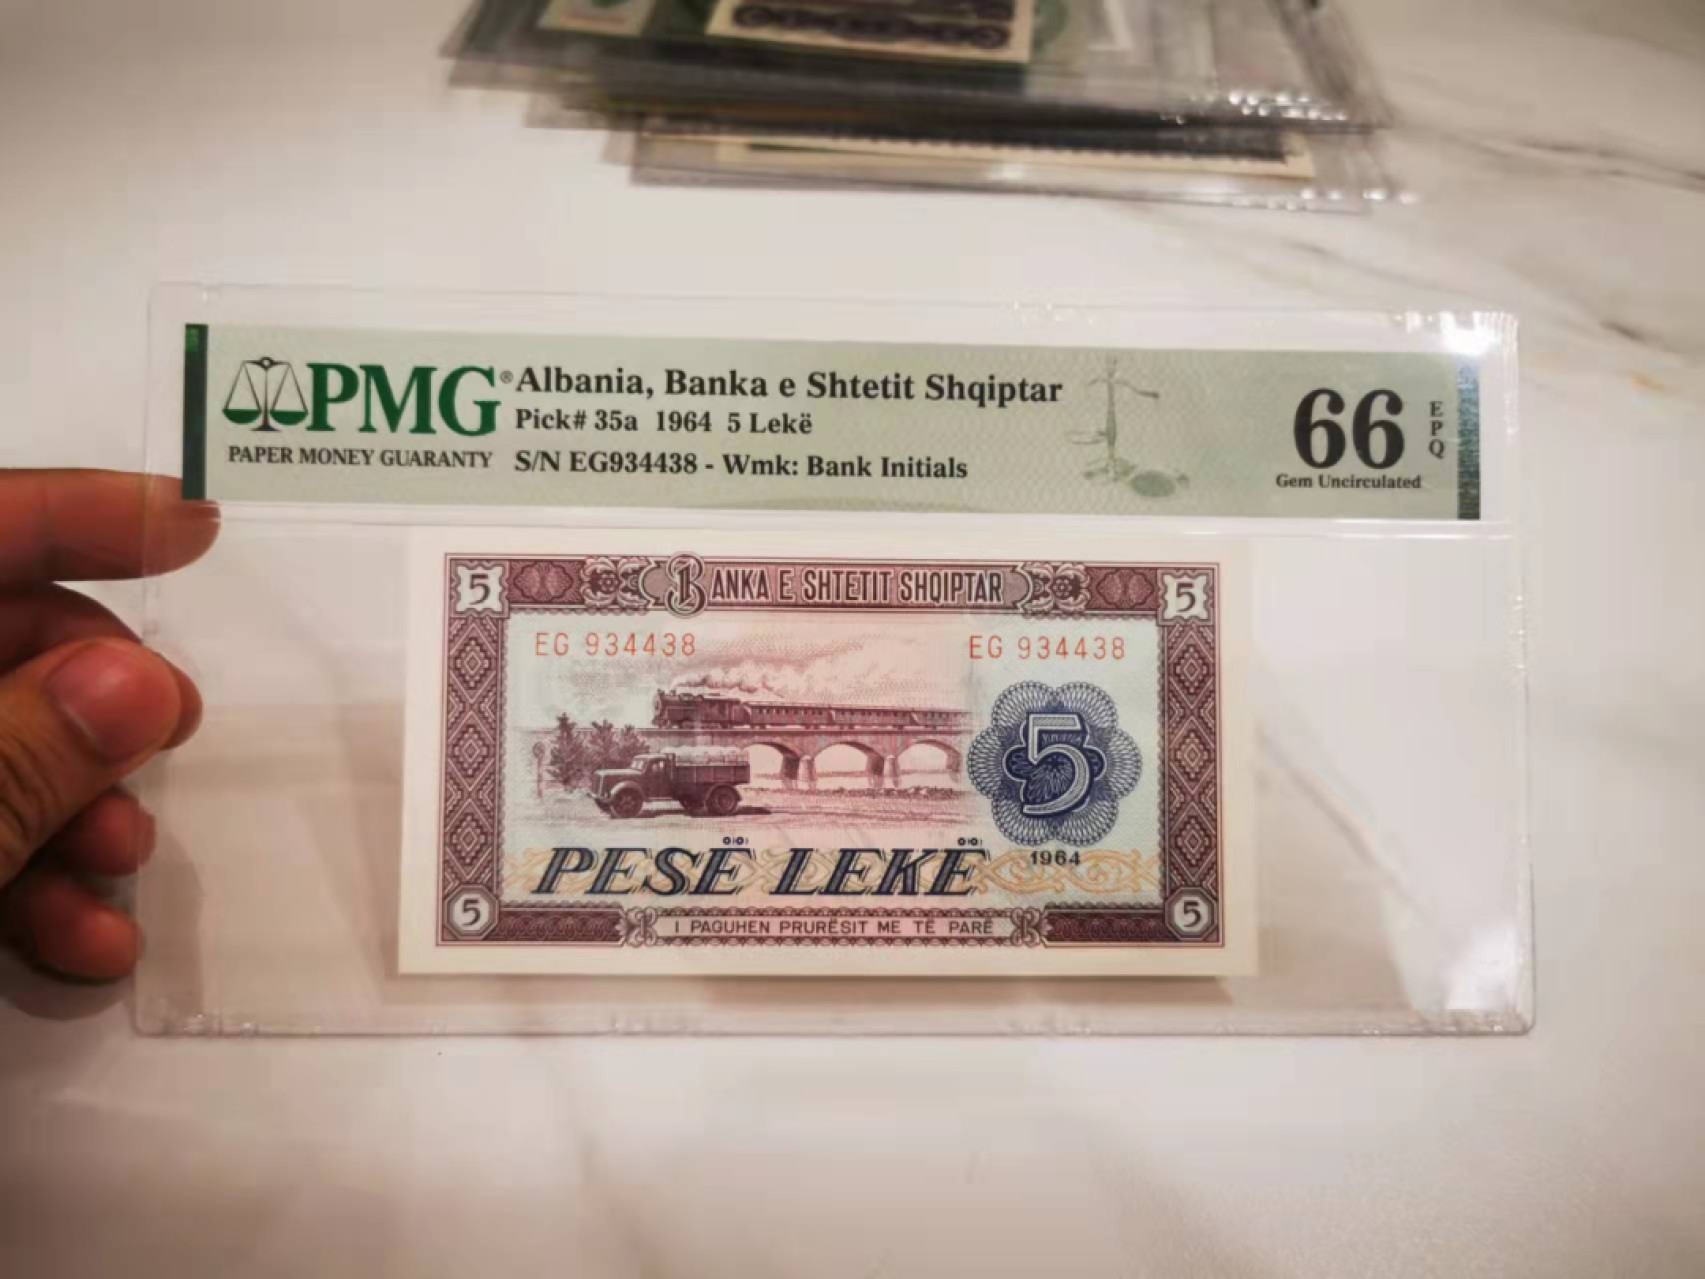 PMG®
PAPER MONEY GUARANTY
Albania, Banka e Shtetit Shqiptar
Pick# 35a 1964 5 Lekë
S/N EG934438 - Wmk: Bank Initials
66
EPQ
Gem Uncirculated
5 BANKA E SHTETIT SHQIPTAR 5
EG 934438 EG 934438
5
PESË LEKË 1964
5 I PAGUHEN PRURËSIT ME TË PARË 5